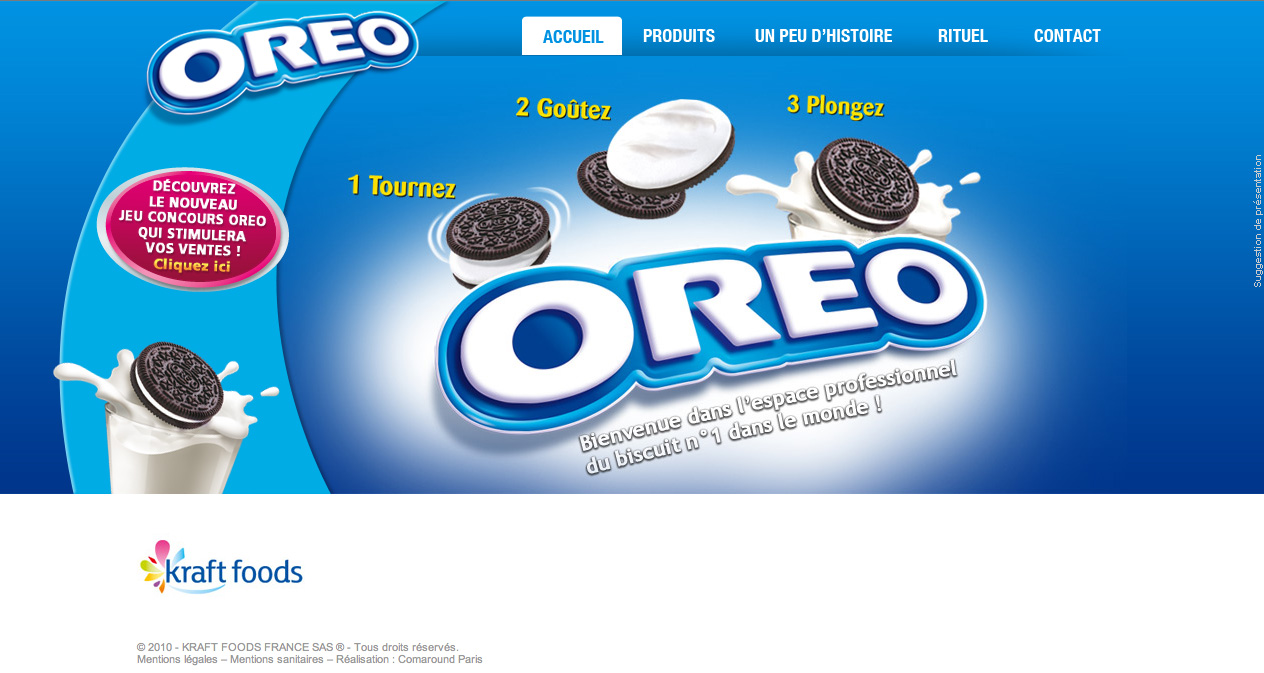 OREO
ACCUEIL
PRODUITS
UN PEU D'HISTOIRE
RITUEL
CONTACT
1 Tournez
2 Goûtez
3 Plongez
DÉCOUVREZ
LE NOUVEAU
JEU CONCOURS OREO
QUI STIMULERA
VOS VENTES !
Cliquez ici
OREO
Bienvenue dans l'espace professionnel
du biscuit n°1 dans le monde !
Suggestion de présentation
kraft foods
© 2010 - KRAFT FOODS FRANCE SAS ® - Tous droits réservés.
Mentions légales – Mentions sanitaires – Réalisation : Comaround Paris